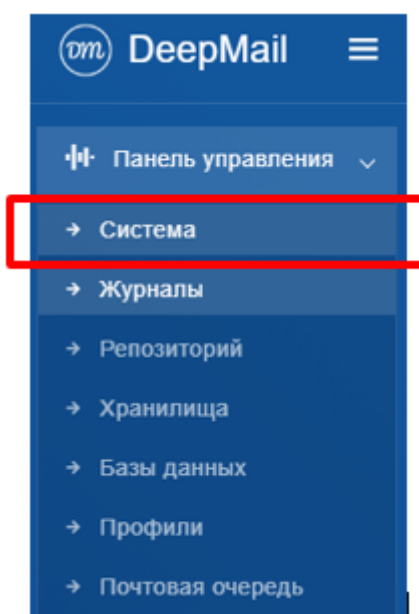 DeepMail
Панель управления
Система
Журналы
Репозиторий
Хранилища
Базы данных
Профили
Почтовая очередь